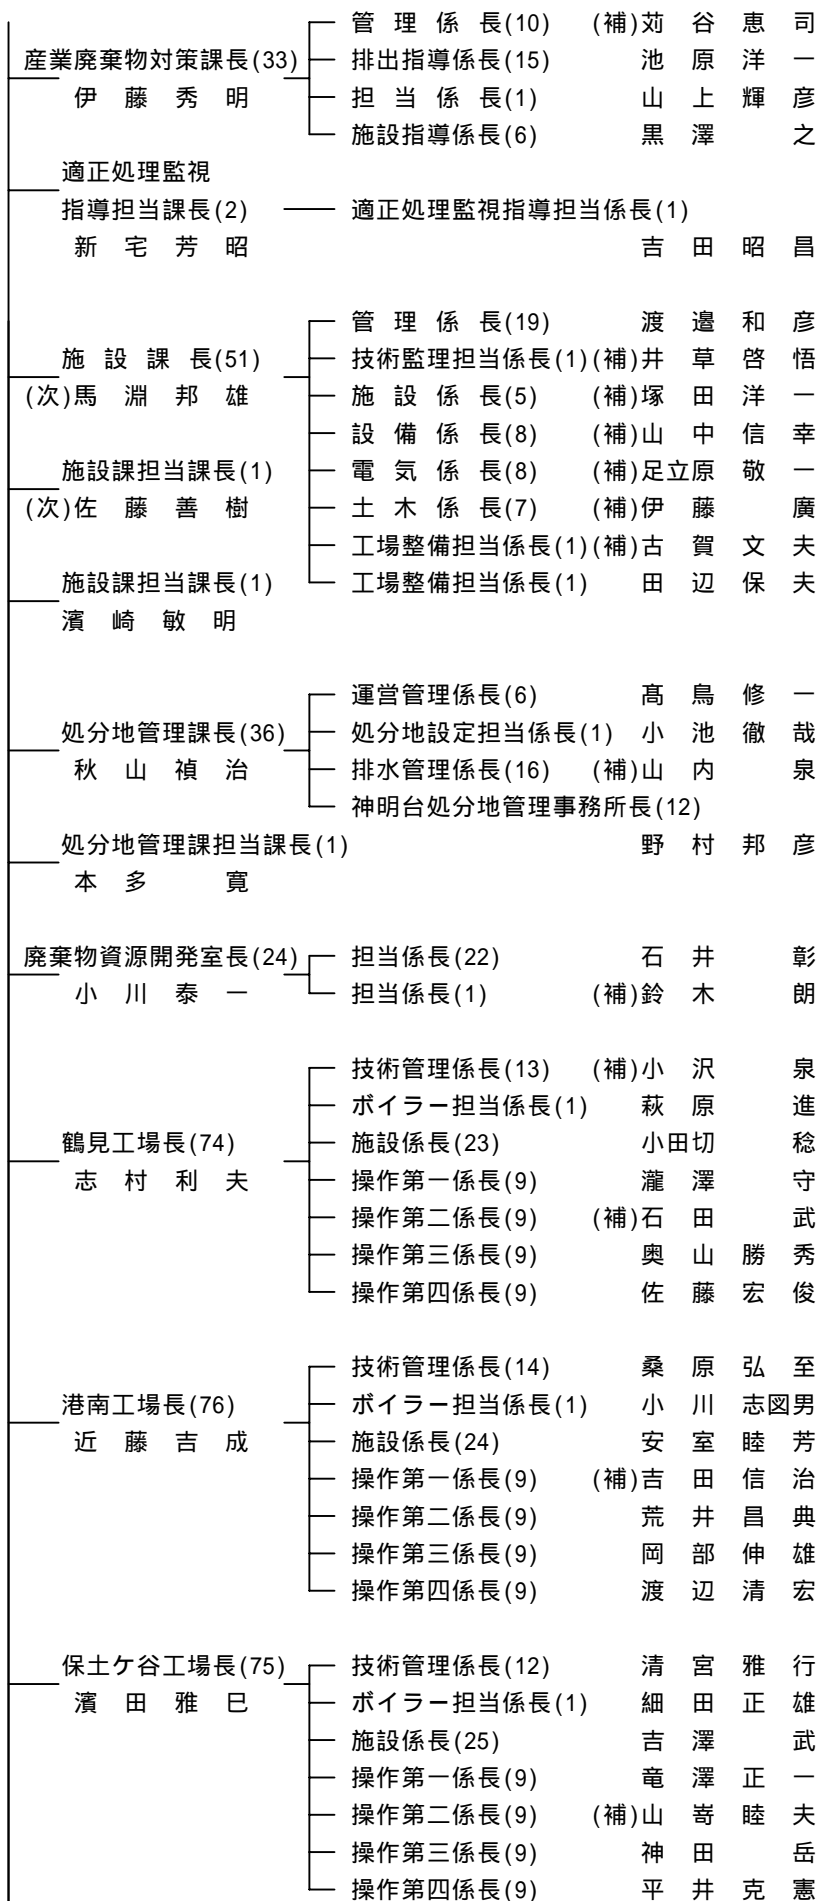 管理係長(10) (補)苅谷恵司
産業廃棄物対策課長(33) 排出指導係長(15) 池原洋一
伊藤秀明 担当係長(1) 山上輝彦
施設指導係長(6) 黒澤之
適正処理監視
指導担当課長(2) 適正処理監視指導担当係長(1)
新宅芳昭 吉田昭昌
管理係長(19) 渡邉和彦
施設課長(51) 技術監理担当係長(1)(補)井草啓悟
(次)馬淵邦雄 施設係長(5) (補)塚田洋一
設備係長(8) (補)山中信幸
施設課担当課長(1) 電気係長(8) (補)足立原敬一
(次)佐藤善樹 土木係長(7) (補)伊藤廣
工場整備担当係長(1)(補)古賀文夫
施設課担当課長(1) 工場整備担当係長(1) 田辺保夫
濱崎敏明
運営管理係長(6) 髙鳥修一
処分地管理課長(36) 処分地設定担当係長(1) 小池徹哉
秋山禎治 排水管理係長(16) (補)山内泉
神明台処分地管理事務所長(12)
処分地管理課担当課長(1) 野村邦彦
本多寛
廃棄物資源開発室長(24) 担当係長(22) 石井彰
小川泰一 担当係長(1) (補)鈴木朗
技術管理係長(13) (補)小沢泉
ボイラー担当係長(1) 萩原進
鶴見工場長(74) 施設係長(23) 小田切稔
志村利夫 操作第一係長(9) 瀧澤守
操作第二係長(9) (補)石田武
操作第三係長(9) 奥山勝秀
操作第四係長(9) 佐藤宏俊
技術管理係長(14) 桑原弘至
港南工場長(76) ボイラー担当係長(1) 小川志図男
近藤吉成 施設係長(24) 安室睦芳
操作第一係長(9) (補)吉田信治
操作第二係長(9) 荒井昌典
操作第三係長(9) 岡部伸雄
操作第四係長(9) 渡辺清宏
保土ケ谷工場長(75) 技術管理係長(12) 清宮雅行
濱田雅巳 ボイラー担当係長(1) 細田正雄
施設係長(25) 吉澤武
操作第一係長(9) 竜澤正一
操作第二係長(9) (補)山嵜睦夫
操作第三係長(9) 神田岳
操作第四係長(9) 平井克憲